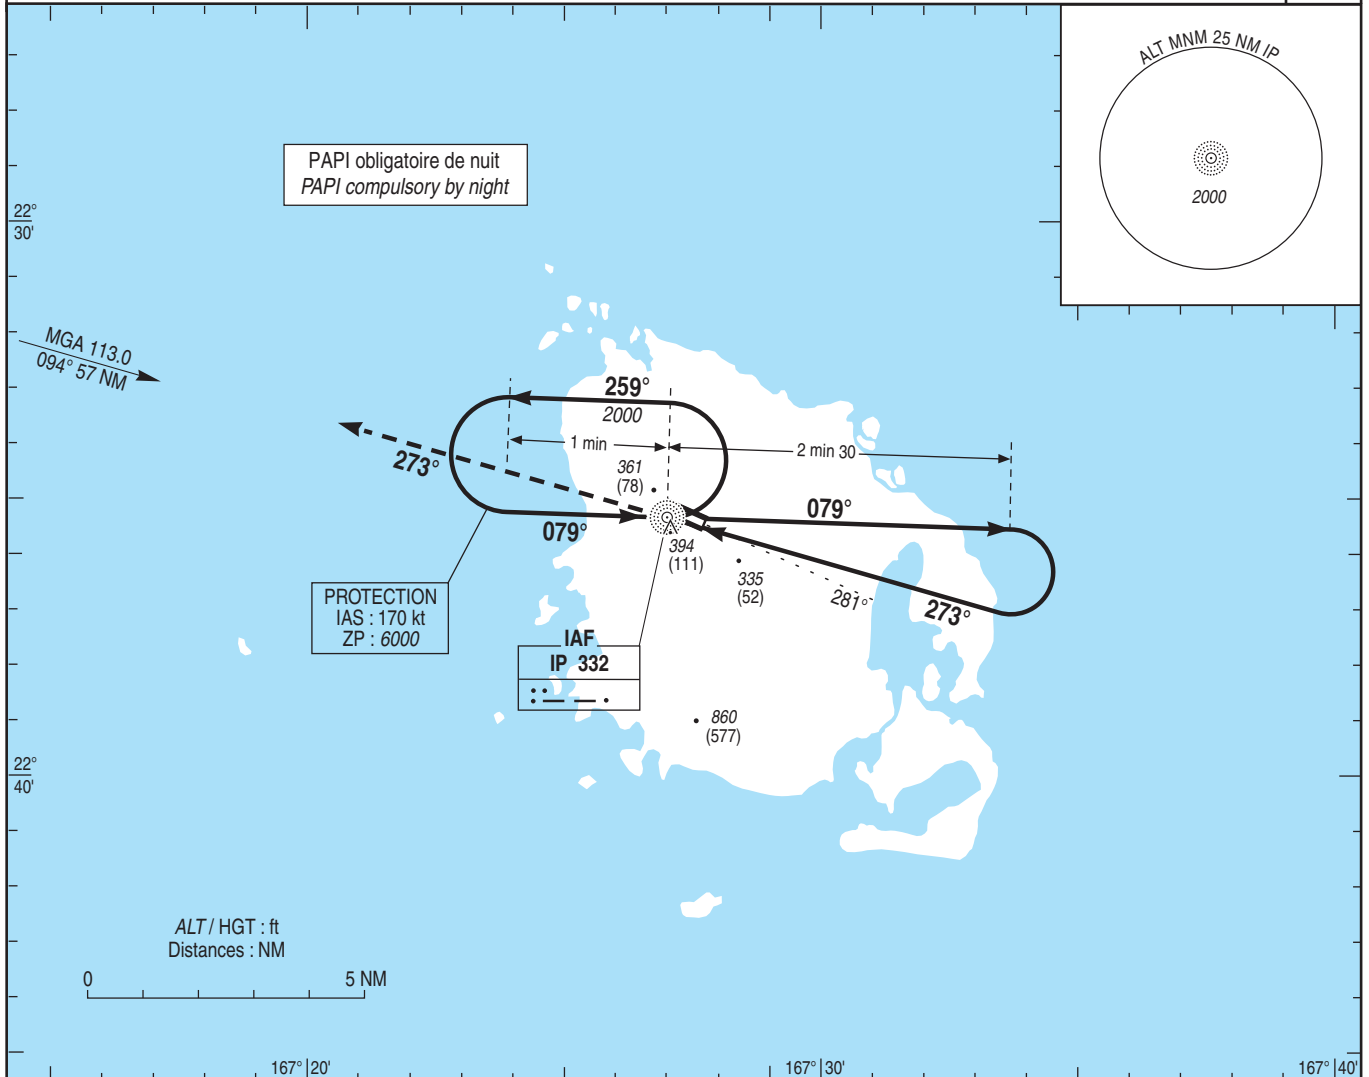 ALT MNM 25 NM IP
2000
PAPI obligatoire de nuit
PAPI compulsory by night
22°
30'
MGA 113.0
094° 57 NM
259°
2000
1 min
2 min 30
273°
361
(78)
079°
079°
394
(111)
335
(52)
281°
273°
PROTECTION
IAS : 170 kt
ZP : 6000
IAF
IP 332
860
(577)
22°
40'
ALT / HGT : ft
Distances : NM
0 5 NM
167° 20' 167° 30' 167° 40'